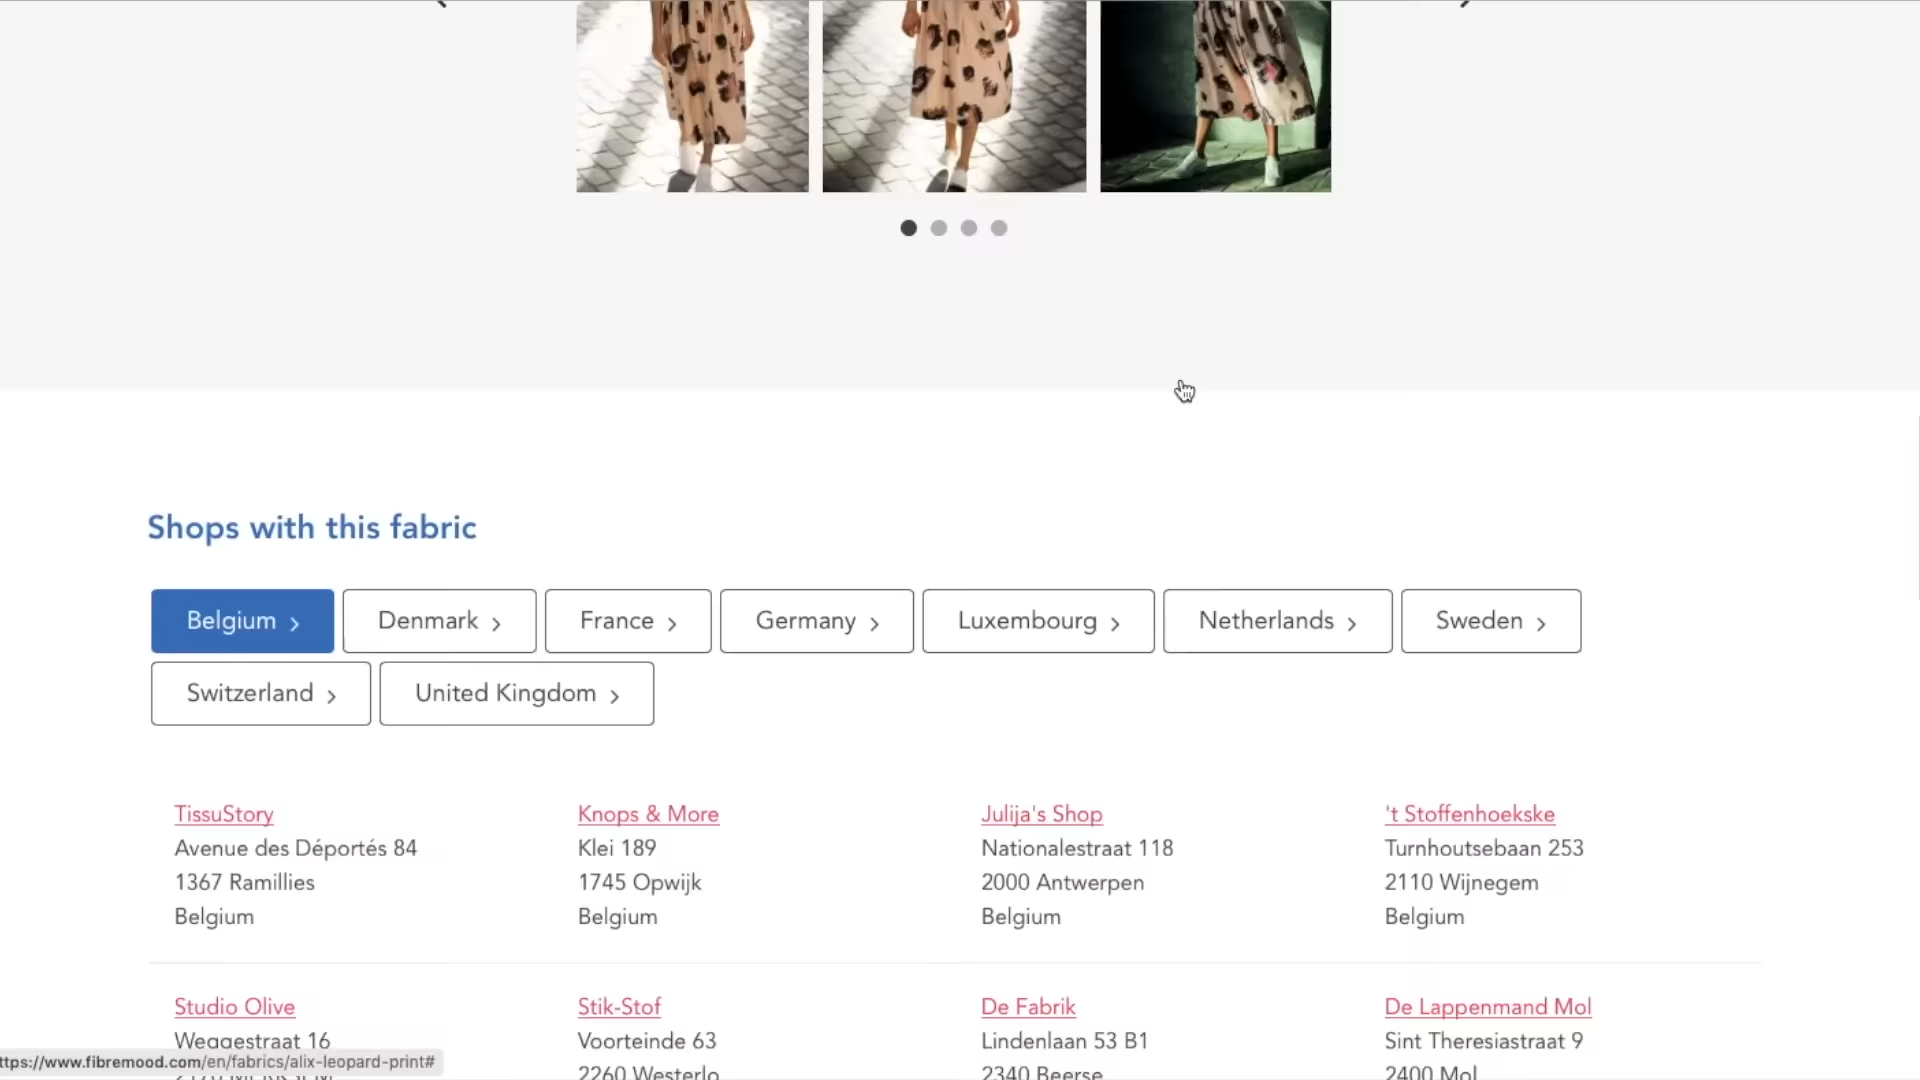 Shops with this fabric
Belgium
Denmark
France
Germany
Luxembourg
Netherlands
Sweden
Switzerland
United Kingdom
TissuStory
Avenue des Déportés 84
1367 Ramillies
Belgium
Knops & More
Klei 189
1745 Opwijk
Belgium
Julija's Shop
Nationalestraat 118
2000 Antwerpen
Belgium
't Stoffenhoekske
Turnhoutsebaan 253
2110 Wijnegem
Belgium
Studio Olive
Weggestraat 16
Stik-Stof
Voorteinde 63
2260 Westerlo
De Fabrik
Lindenlaan 53 B1
2340 Beerse
De Lappenmand Mol
Sint Theresiastraat 9
2400 Mol
ttps://www.fibremood.com/en/fabrics/alix-leopard-print#